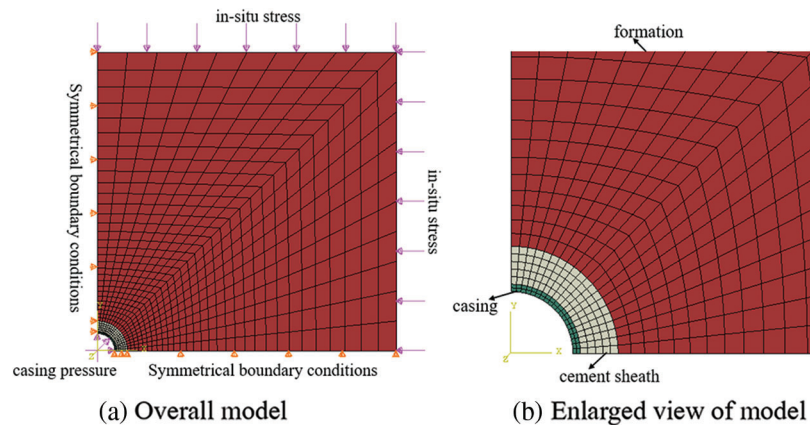 in-situ stress
Symmetrical boundary conditions
in-situ stress
Y
Z
X
casing pressure
Symmetrical boundary conditions
(a) Overall model
formation
casing
Y
Z
X
cement sheath
(b) Enlarged view of model